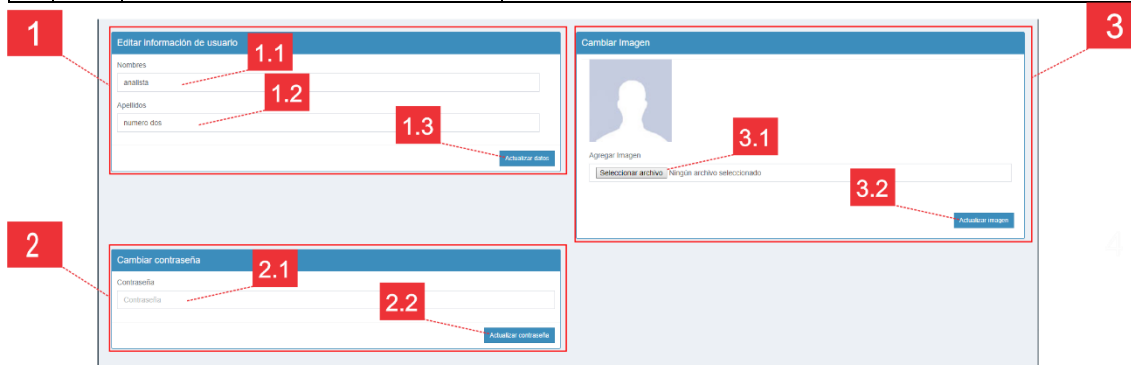 1
Editar información de usuario
1.1
Nombres
analista
1.2
Apellidos
numero dos
1.3
Actualizar datos
3
Cambiar Imagen
3.1
Agregar Imagen
Seleccionar archivo Ningún archivo seleccionado
3.2
Actualizar imagen
2
Cambiar contraseña
2.1
Contraseña
Contraseña
2.2
Actualizar contraseña
4